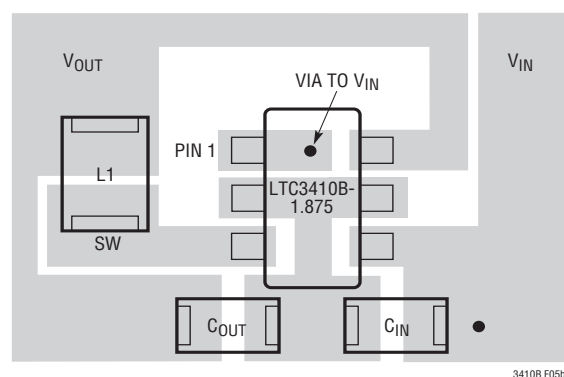 VOUT
VIN
VIA TO VIN
PIN 1
L1
LTC3410B-
1.875
SW
COUT
CIN
3410B F05b